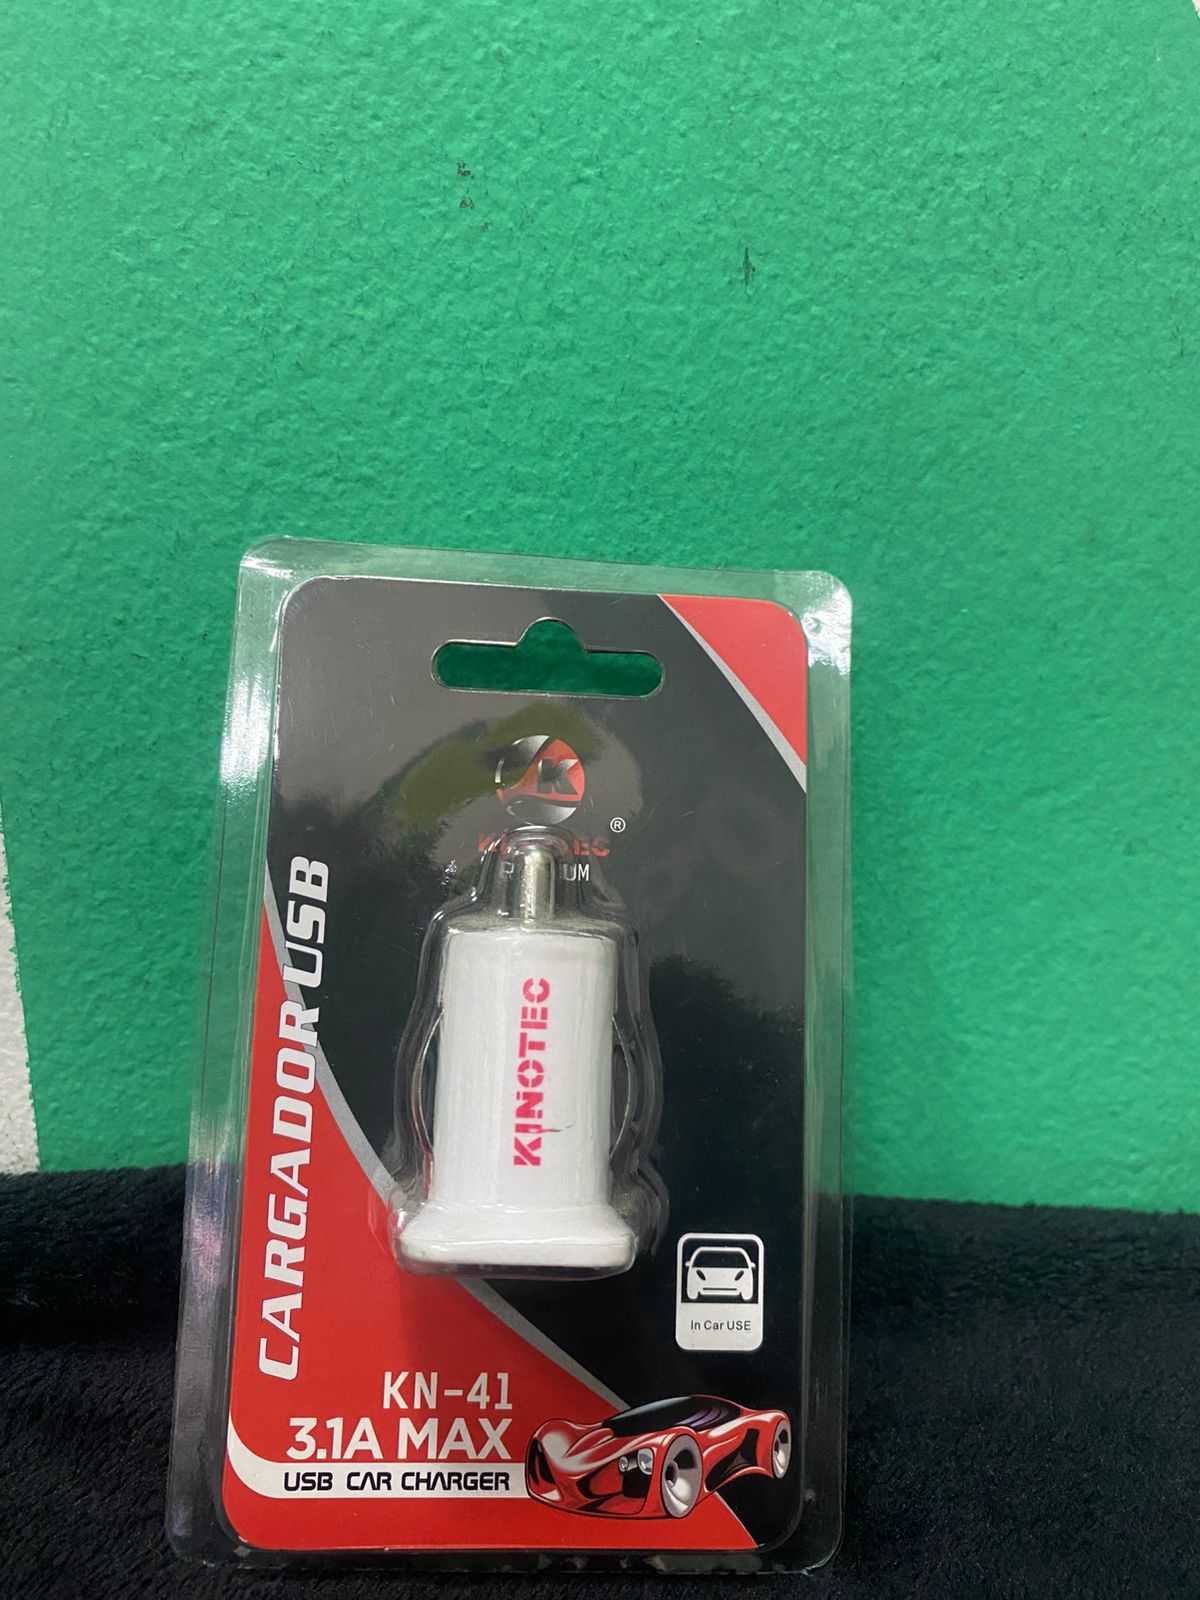 K
®
CARGADOR USB
KINOTEC
In Car USE
KN-41
3.1A MAX
USB CAR CHARGER